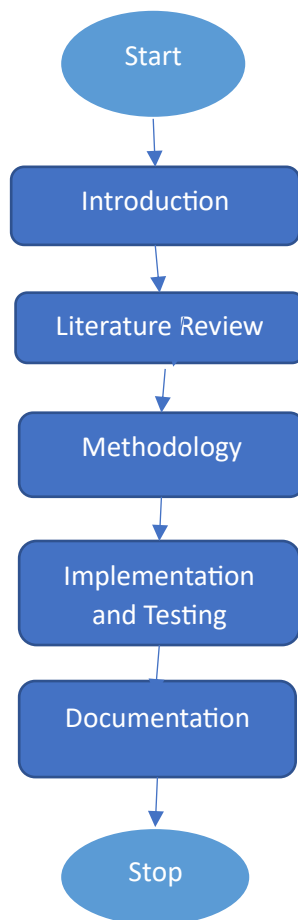 Start
Introduction
Literature Review
Methodology
Implementation
and Testing
Documentation
Stop